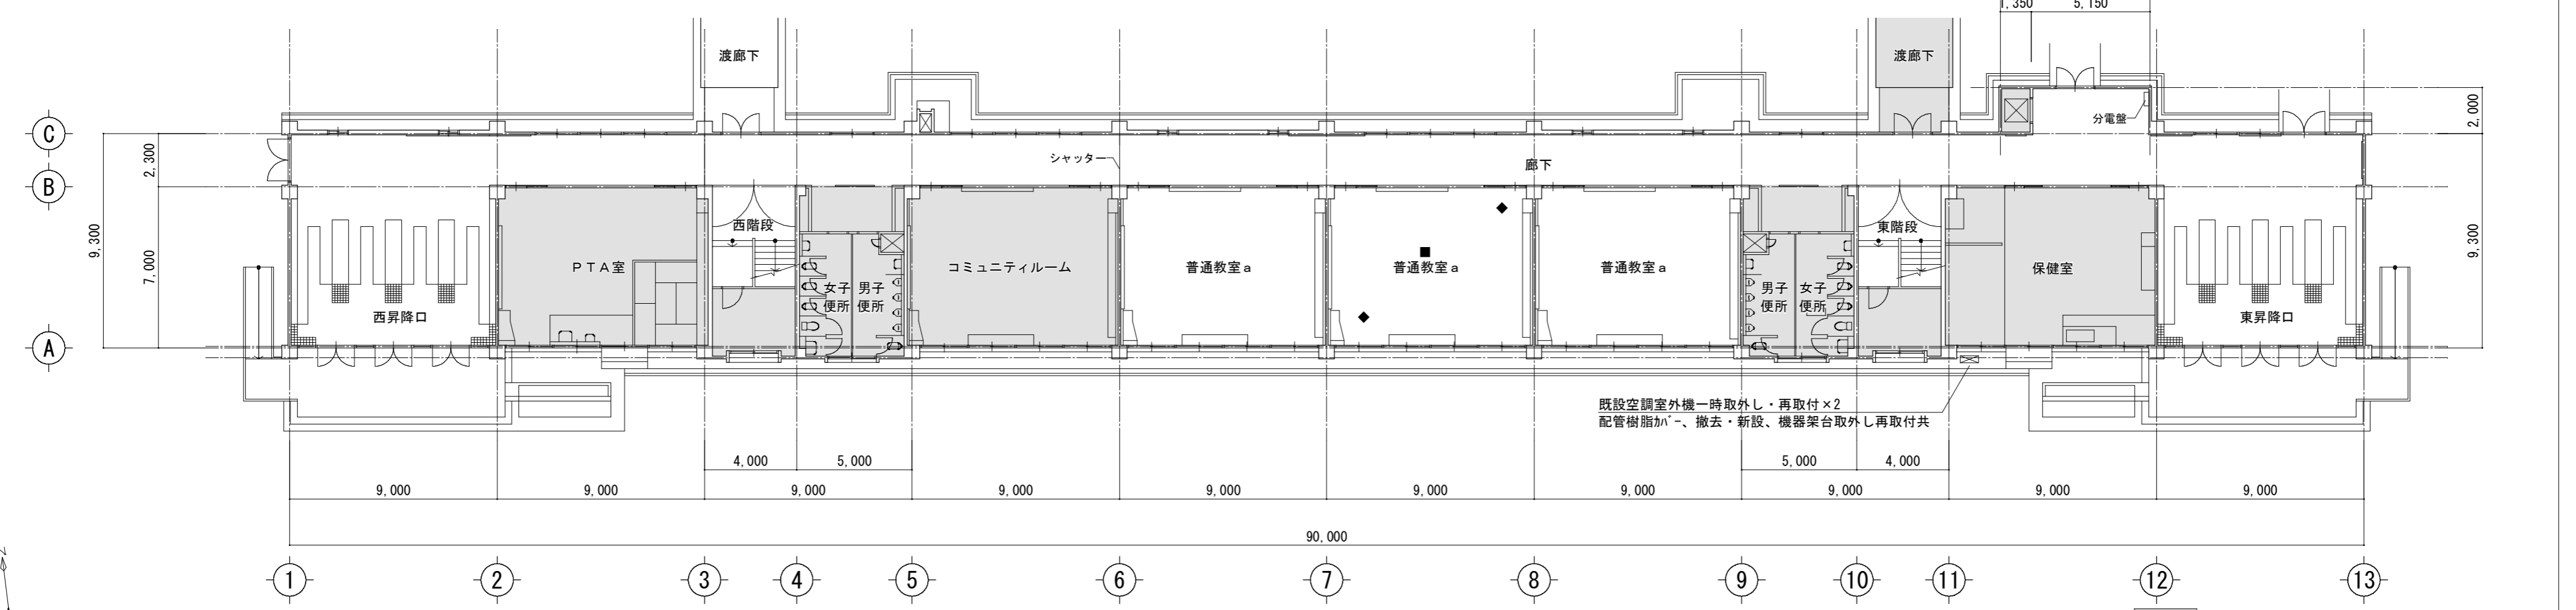 1,350
5,150
渡廊下
渡廊下
C
2,300
2,000
分電盤
シャッター
廊下
B
9,300
7,000
西階段
東階段
9,300
PTA室
コミュニティルーム
普通教室a
普通教室a
普通教室a
保健室
女子
便所
男子
便所
男子
便所
女子
便所
西昇降口
東昇降口
A
既設空調室外機一時取外し・再取付×2
配管樹脂ｶﾊﾞｰ、撤去・新設、機器架台取外し再取付共
4,000
5,000
5,000
4,000
9,000
9,000
9,000
9,000
9,000
9,000
9,000
9,000
9,000
9,000
90,000
1
2
3
4
5
6
7
8
9
10
11
12
13